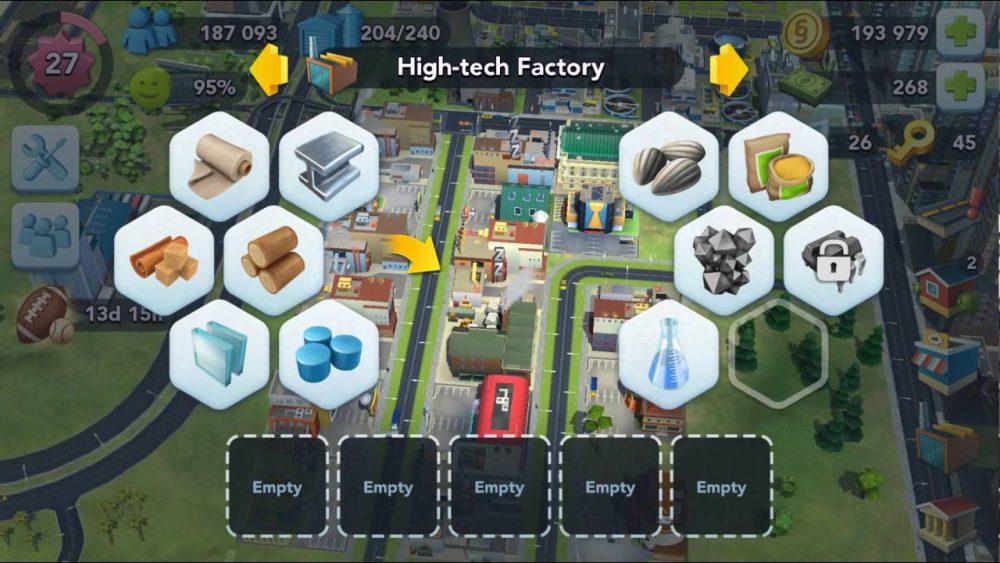 27
187 093
204/240
193 979
High-tech Factory
95%
268
26
45
2
13d 15h
Empty
Empty
Empty
Empty
Empty